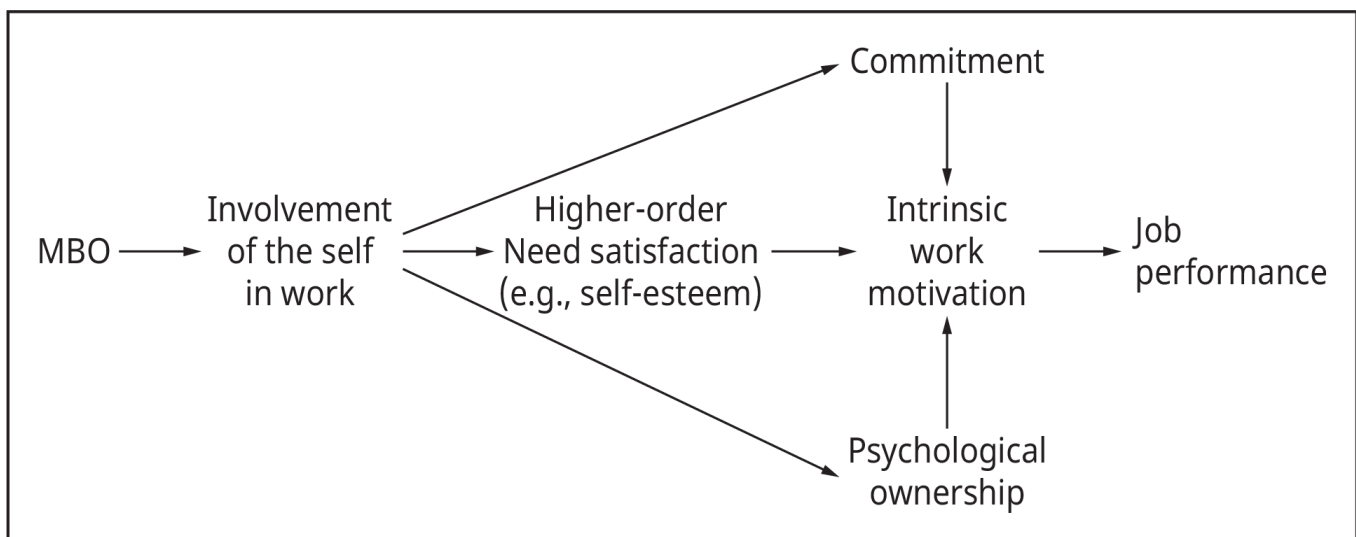 Commitment
MBO
Involvement
of the self
in work
Higher-order
Need satisfaction
(e.g., self-esteem)
Intrinsic
work
motivation
Job
performance
Psychological
ownership